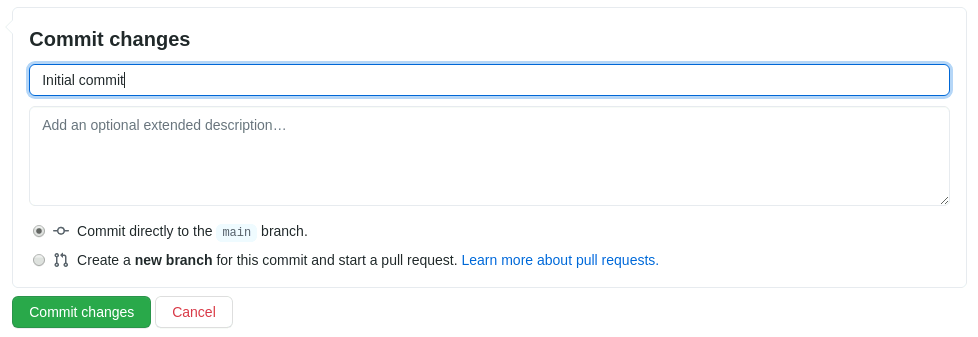 Commit changes
Initial commit
Add an optional extended description…
Commit directly to the main branch.
Create a new branch for this commit and start a pull request. Learn more about pull requests.
Commit changes Cancel